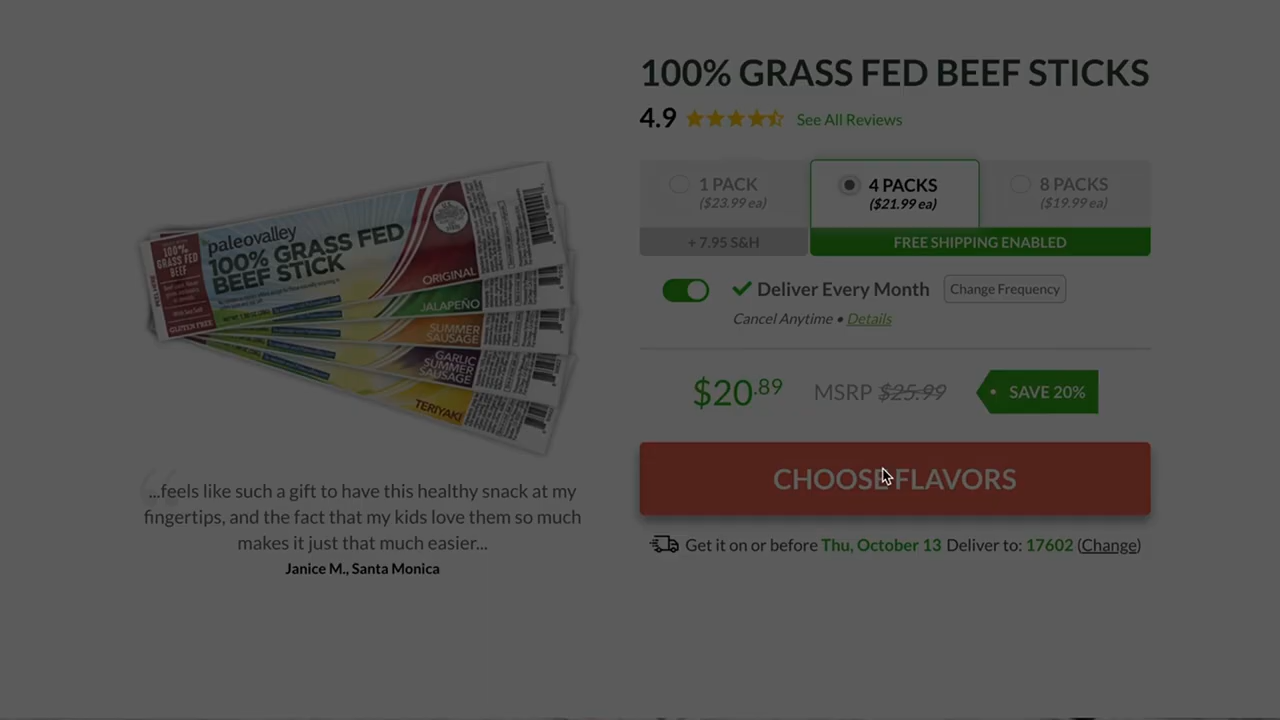 100% GRASS FED BEEF STICKS
4.9
See All Reviews
1 PACK
($23.99 ea)
4 PACKS
($21.99 ea)
8 PACKS
($19.99 ea)
+ 7.95 S&H
FREE SHIPPING ENABLED
Deliver Every Month
Change Frequency
Cancel Anytime • Details
$20.89
MSRP $25.99
SAVE 20%
CHOOSE FLAVORS
Get it on or before Thu, October 13 Deliver to: 17602 (Change)
100%
GRASS FED
BEEF
GLUTEN FREE
paleovalley
100% GRASS FED
BEEF STICK
ORIGINAL
JALAPEÑO
SUMMER
SAUSAGE
GARLIC
SUMMER
SAUSAGE
TERIYAKI
...feels like such a gift to have this healthy snack at my
fingertips, and the fact that my kids love them so much
makes it just that much easier...
Janice M., Santa Monica